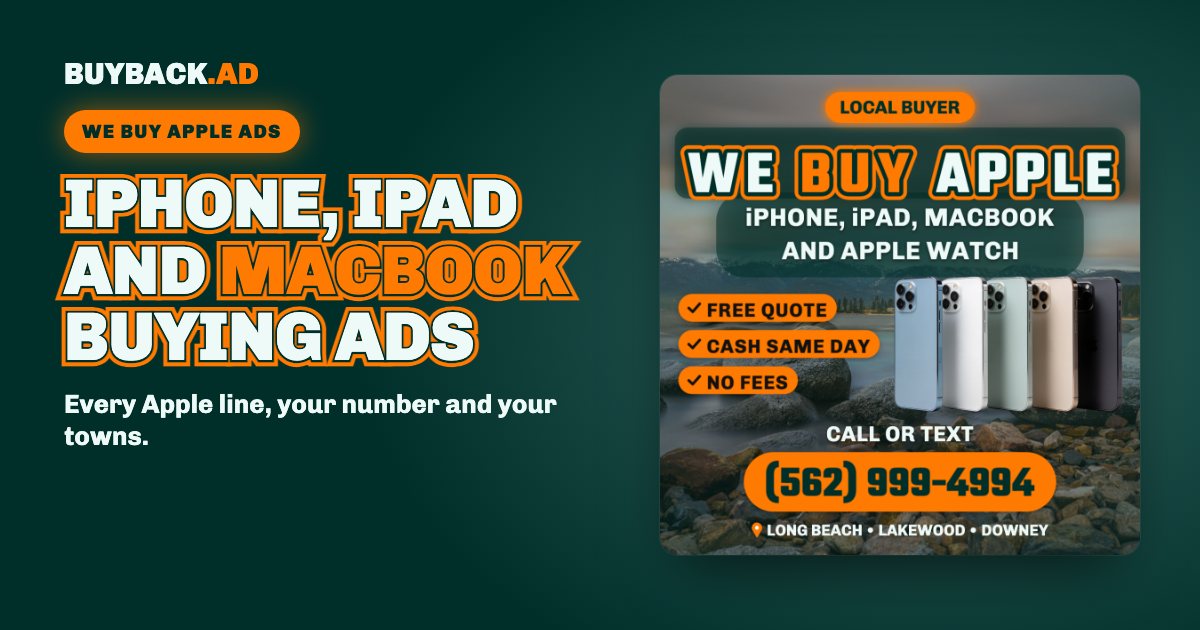 BUYBACK.AD
WE BUY APPLE ADS
IPHONE, IPAD
AND MACBOOK
BUYING ADS
Every Apple line, your number and your
towns.
LOCAL BUYER
WE BUY APPLE
iPHONE, iPAD, MACBOOK
AND APPLE WATCH
FREE QUOTE
CASH SAME DAY
NO FEES
CALL OR TEXT
(562) 999-4994
LONG BEACH • LAKEWOOD • DOWNEY